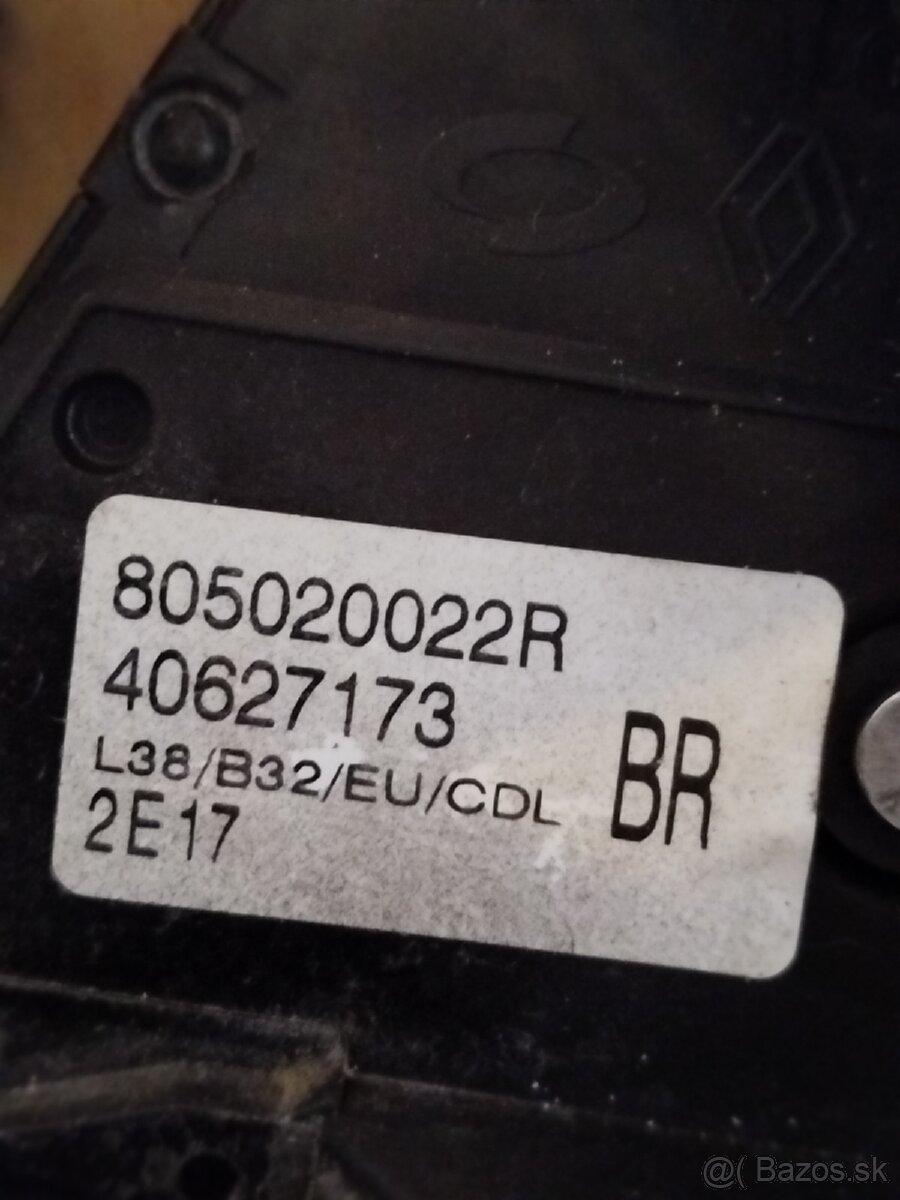 805020022R
40627173
L38/B32/EU/CDL
BR
2E17
@( Bazos.sk